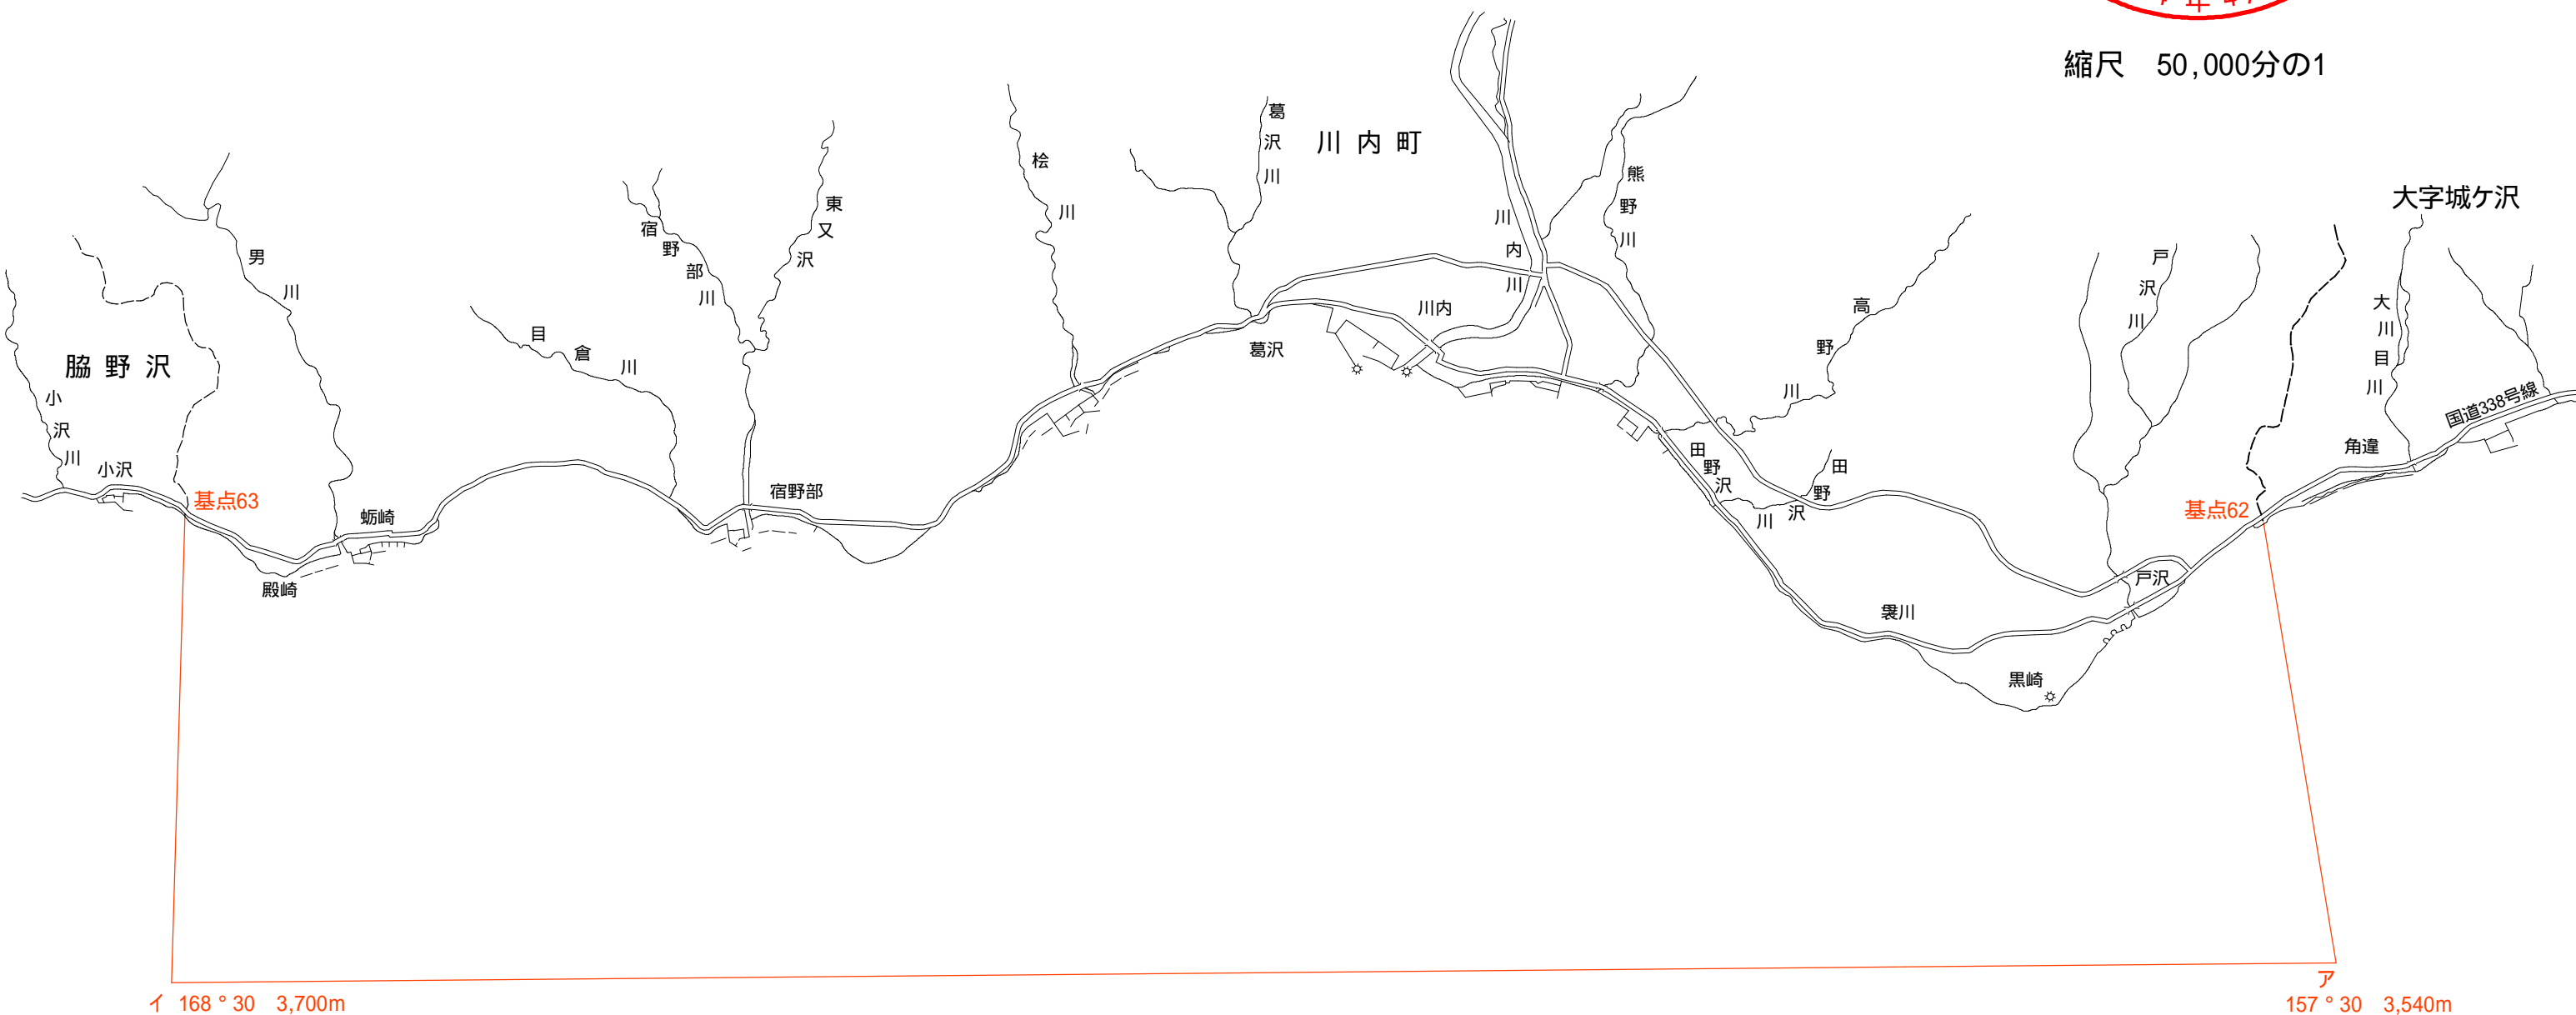 縮尺　50,000分の1
川内町
大字城ケ沢
脇野沢
小沢川
小沢
基点63
男川
殿崎
蛎崎
目倉川
宿野部川
東又沢
宿野部
桧川
葛沢川
葛沢
川内
川内川
熊野川
高野川
田野沢
田野沢川
袰川
黒崎
戸沢川
戸沢
基点62
大川目川
角違
国道338号線
イ 168°30　3,700m
ア
157°30　3,540m